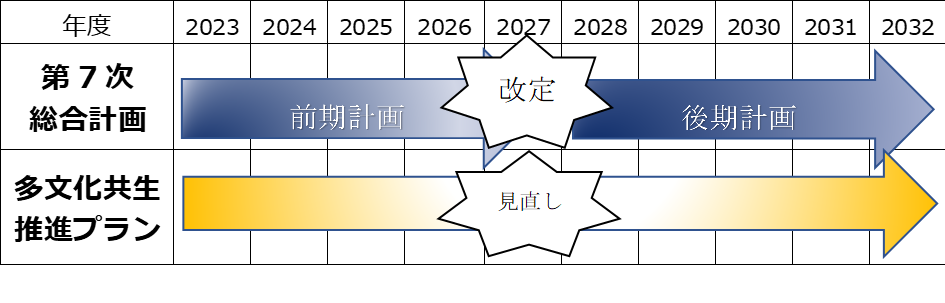 年度 2023 2024 2025 2026 2027 2028 2029 2030 2031 2032
第７次
総合計画
前期計画 改定 後期計画
多文化共生
推進プラン
見直し